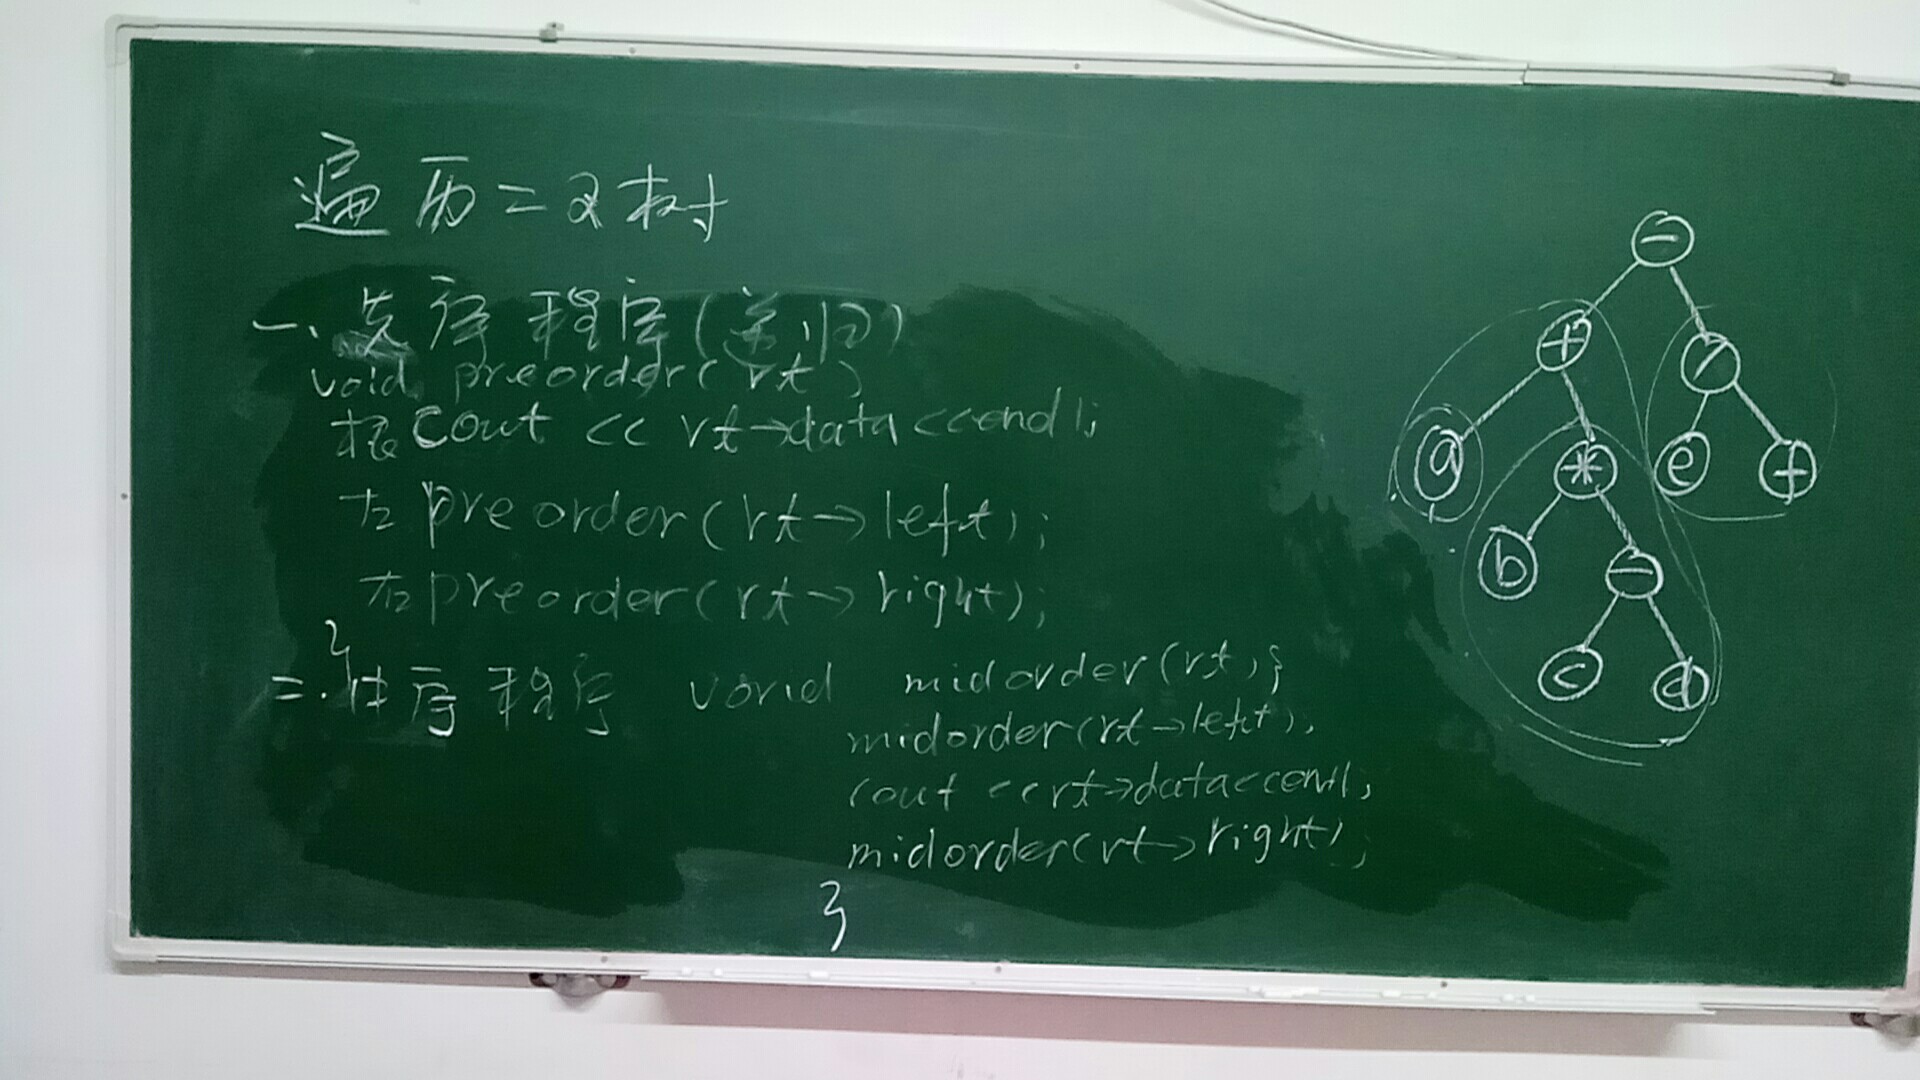 遍历二叉树
一、先序程序(递归)
void preorder(rt)
根 cout << rt->data <<endl;
左 preorder(rt->left);
右 preorder(rt->right);
}
二. 中序程序 void midorder(rt){
midorder(rt->left);
cout <<rt->data<<endl;
midorder(rt->right);
}
-
+ /
a * e f
b -
c d